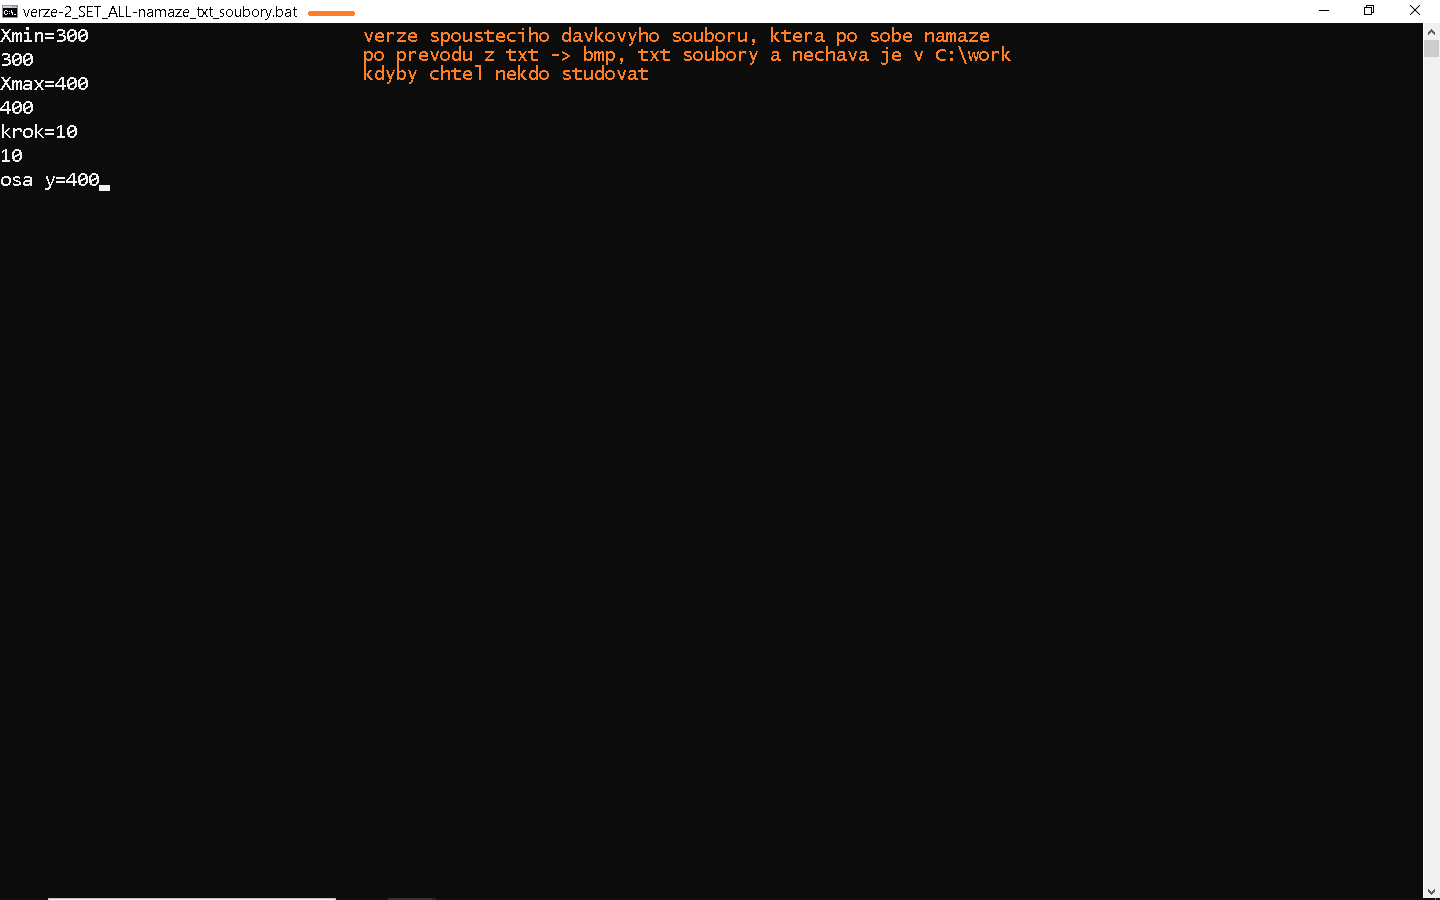 verze-2_SET_ALL-namaze_txt_soubory.bat
Xmin=300
300
Xmax=400
400
krok=10
10
osa y=400
verze spousteciho davkovyho souboru, ktera po sobe namaze
po prevodu z txt -> bmp, txt soubory a nechava je v C:\work
kdyby chtel nekdo studovat